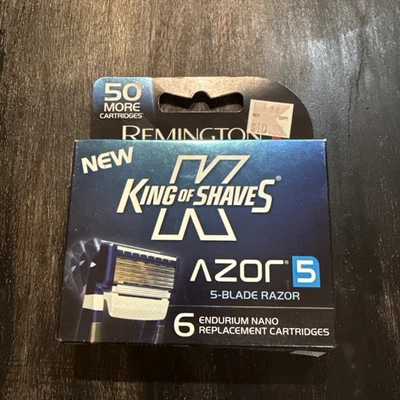 50%
MORE
CARTRIDGES*
REMINGTON
NEW
K
KING OF SHAVES
AZOR 5
5-BLADE RAZOR
6 ENDURIUM NANO
REPLACEMENT CARTRIDGES